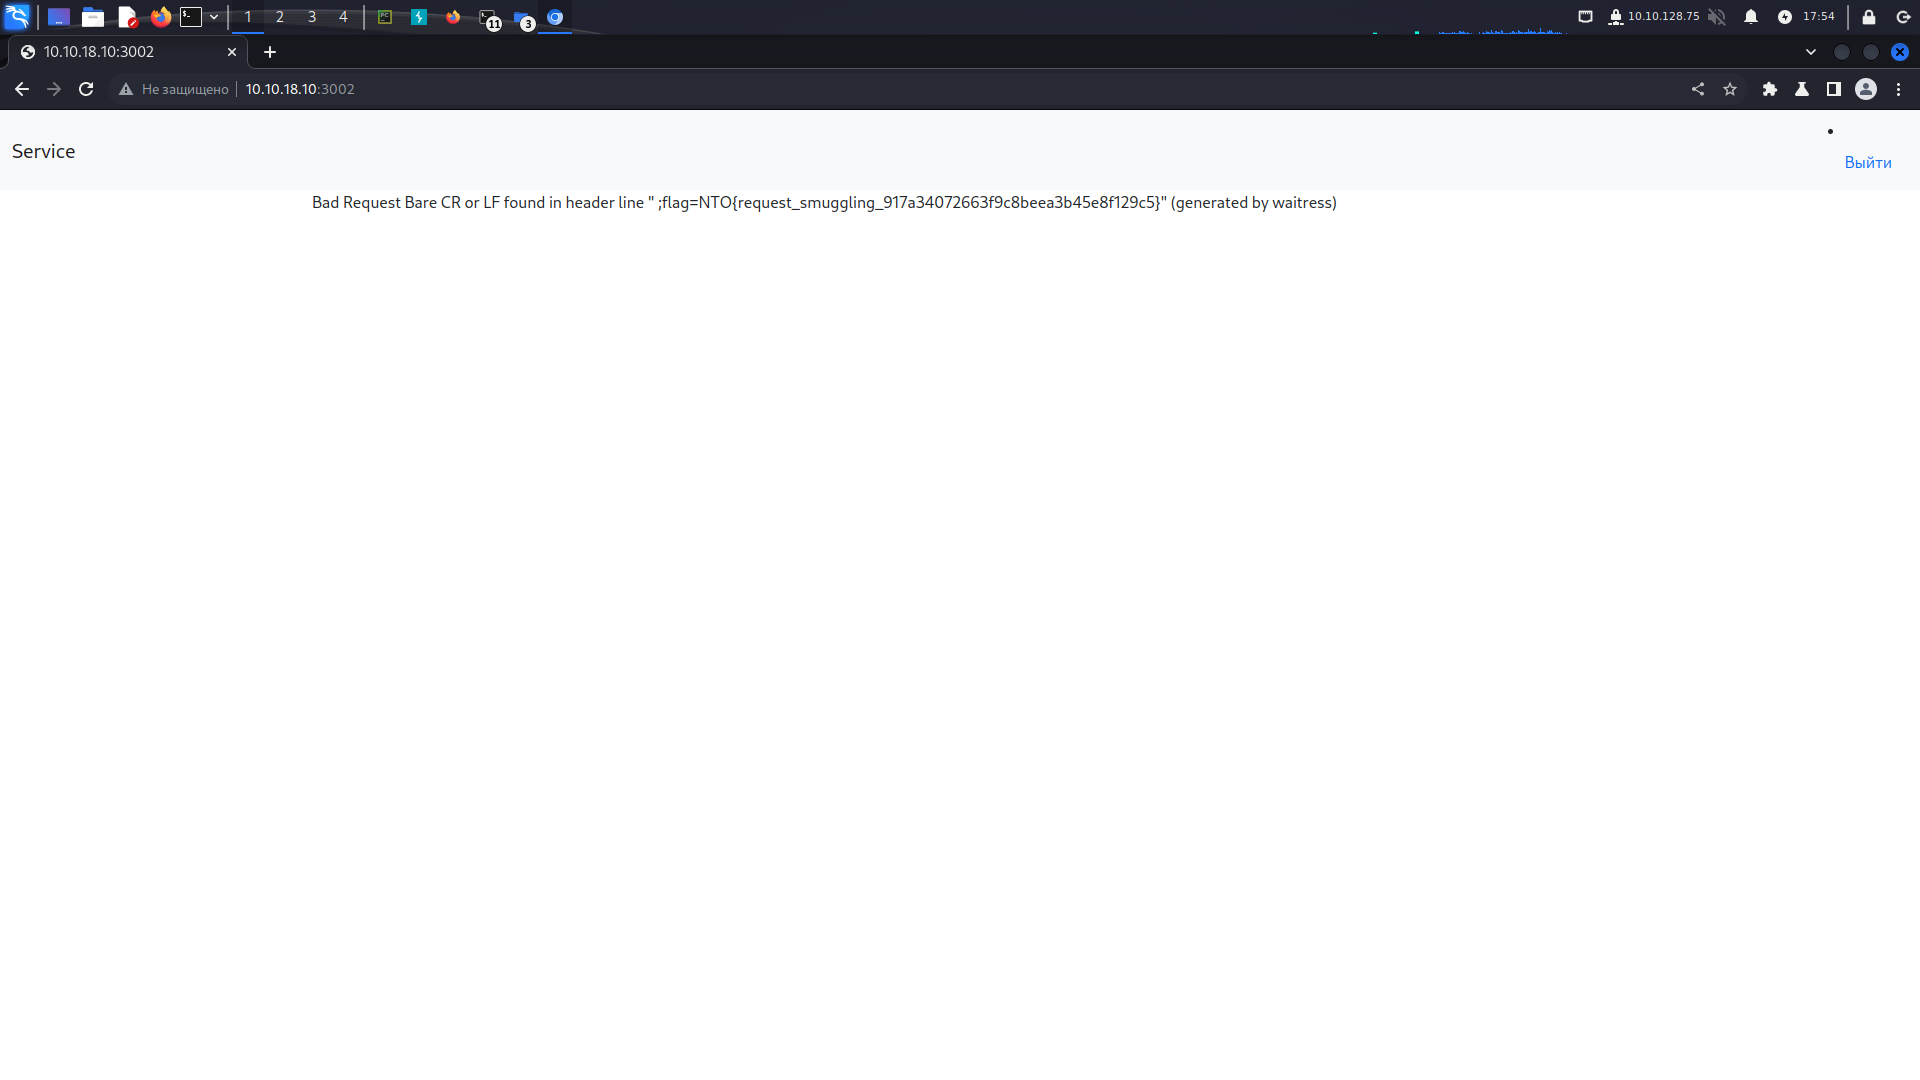 1 2 3 4 PC 11 3 10.10.128.75 17:54
10.10.18.10:3002
Не защищено 10.10.18.10:3002
Service
Выйти
Bad Request Bare CR or LF found in header line " ;flag=NTO{request_smuggling_917a34072663f9c8beea3b45e8f129c5}" (generated by waitress)